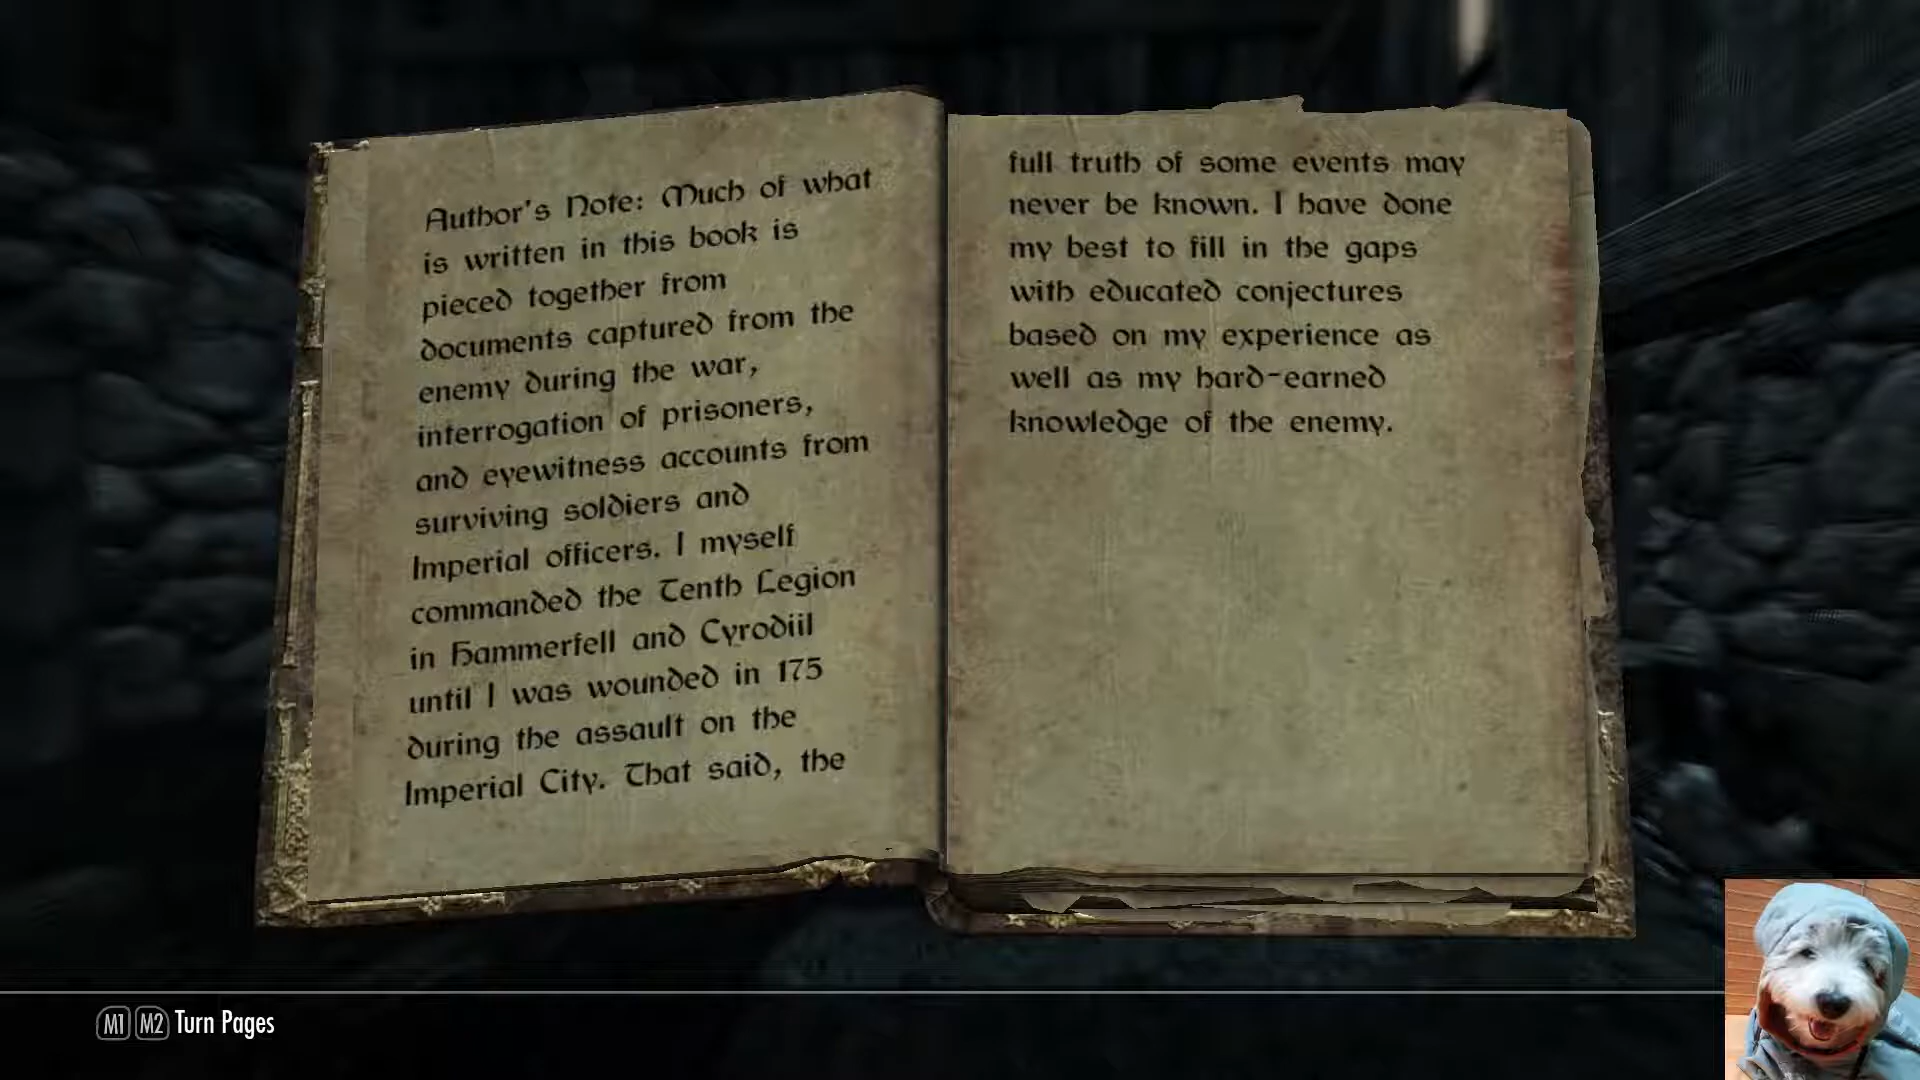 Author's Note: Much of what
is written in this book is
pieced together from
documents captured from the
enemy during the war,
interrogation of prisoners,
and eyewitness accounts from
surviving soldiers and
Imperial officers. I myself
commanded the Tenth Legion
in Hammerfell and Cyrodiil
until I was wounded in 175
during the assault on the
Imperial City. That said, the
full truth of some events may
never be known. I have done
my best to fill in the gaps
with educated conjectures
based on my experience as
well as my hard-earned
knowledge of the enemy.
M1 M2 Turn Pages